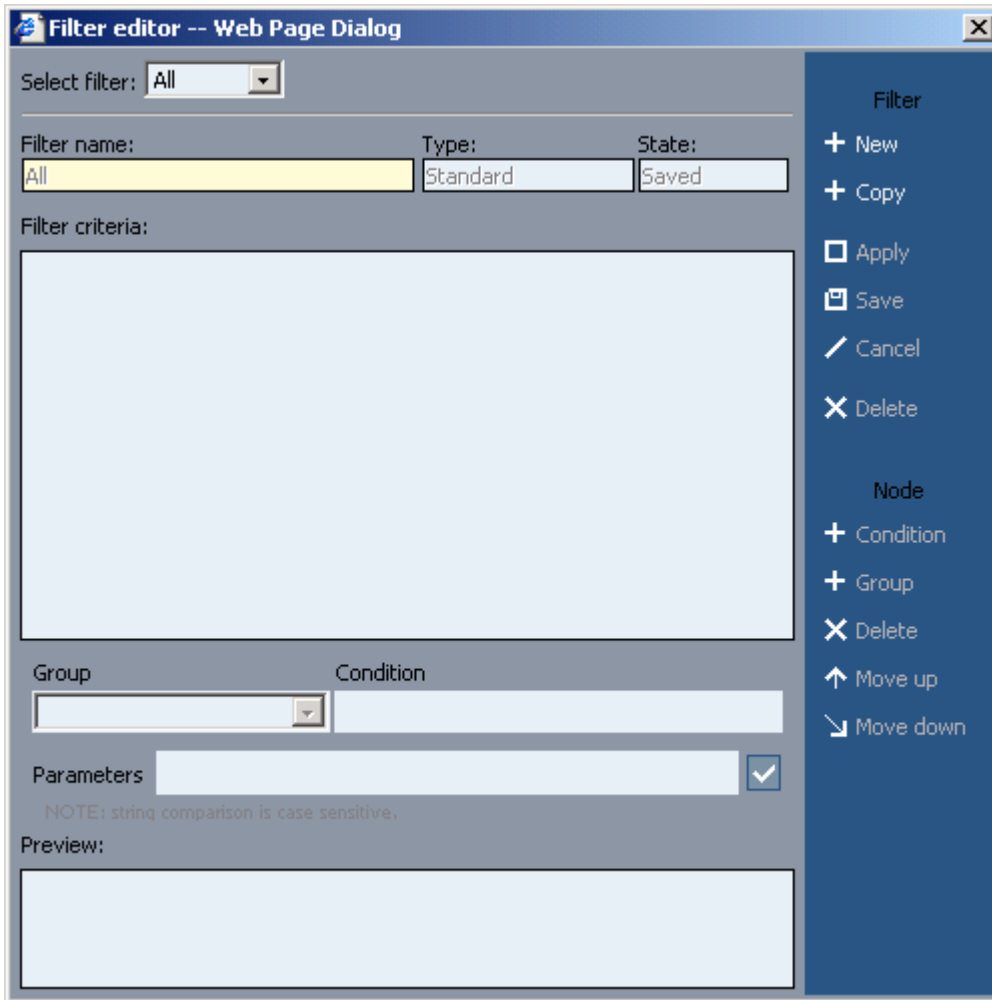 Filter editor -- Web Page Dialog
Select filter: All
Filter name: Type: State:
All Standard Saved
Filter criteria:
Group Condition
Parameters
NOTE: string comparison is case sensitive.
Preview:
Filter
New
Copy
Apply
Save
Cancel
Delete
Node
Condition
Group
Delete
Move up
Move down